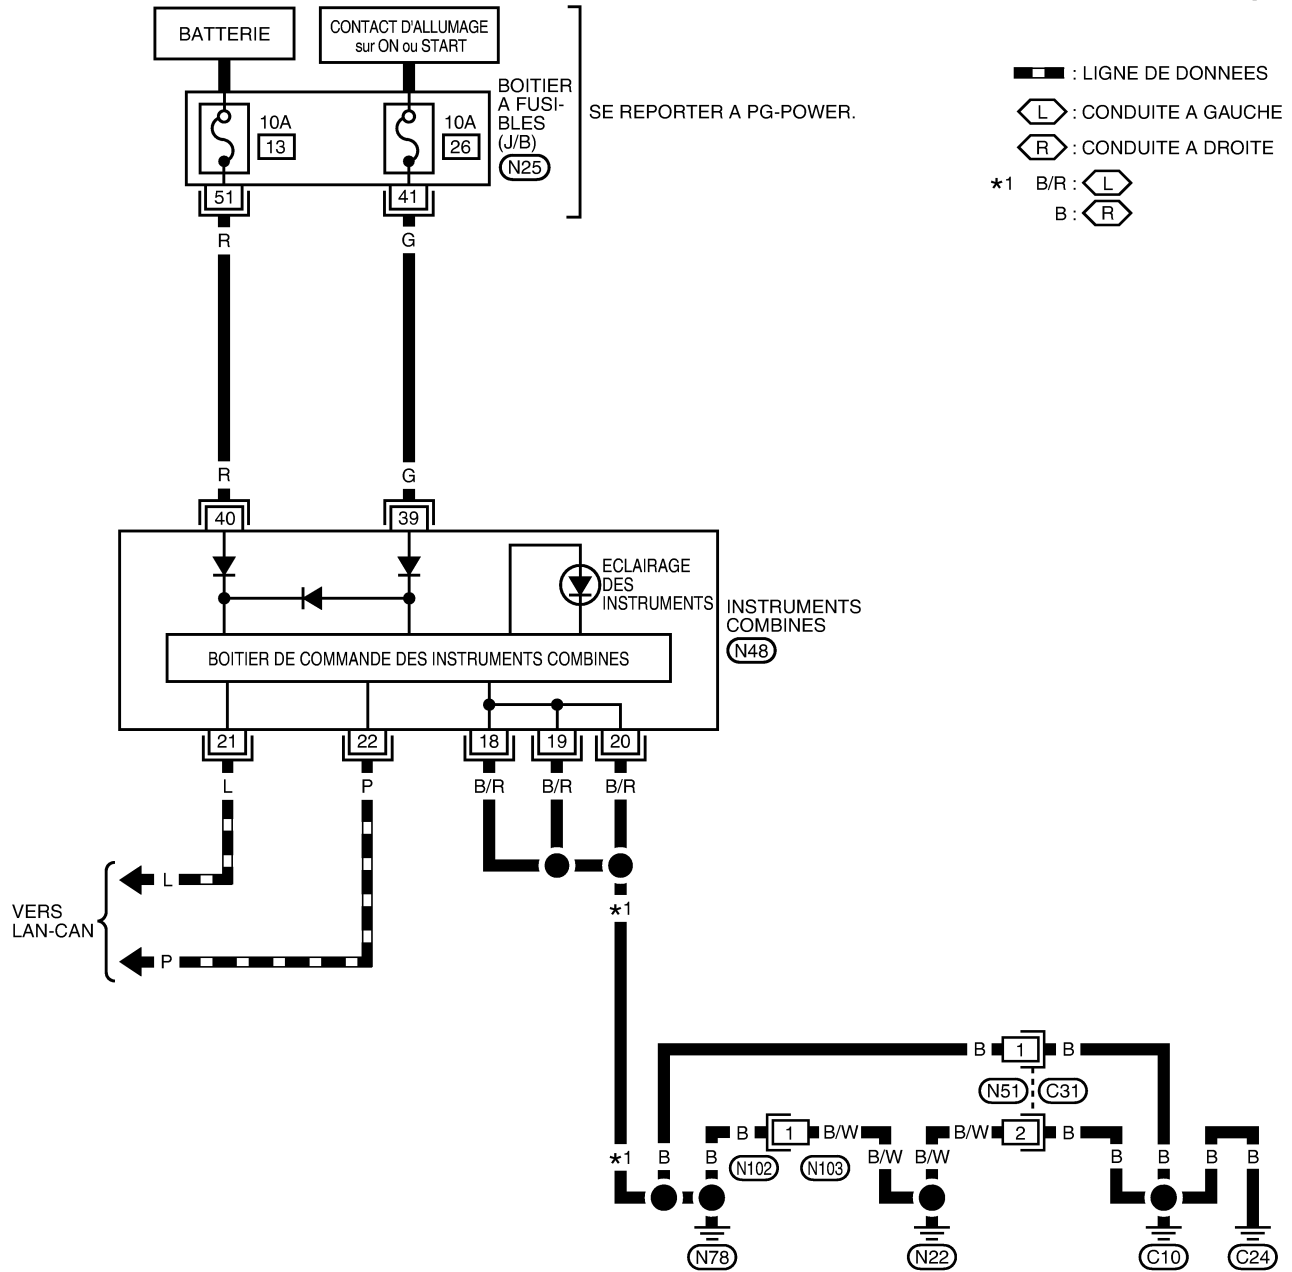 BATTERIE
CONTACT D'ALLUMAGE
sur ON ou START
10A
13
10A
26
BOITIER
A FUSI-
BLES
(J/B)
N25
SE REPORTER A PG-POWER.
: LIGNE DE DONNEES
L : CONDUITE A GAUCHE
R : CONDUITE A DROITE
*1 B/R : L
B : R
51
41
R
G
R
G
40
39
ECLAIRAGE
DES
INSTRUMENTS
INSTRUMENTS
COMBINES
N48
BOITIER DE COMMANDE DES INSTRUMENTS COMBINES
21
22
18
19
20
L
P
B/R
B/R
B/R
VERS
LAN-CAN
L
P
*1
B
1
B
N51
C31
B
1
B/W
B/W
2
B
N102
N103
*1
B
B
B/W
B/W
B
B
B
B
N78
N22
C10
C24